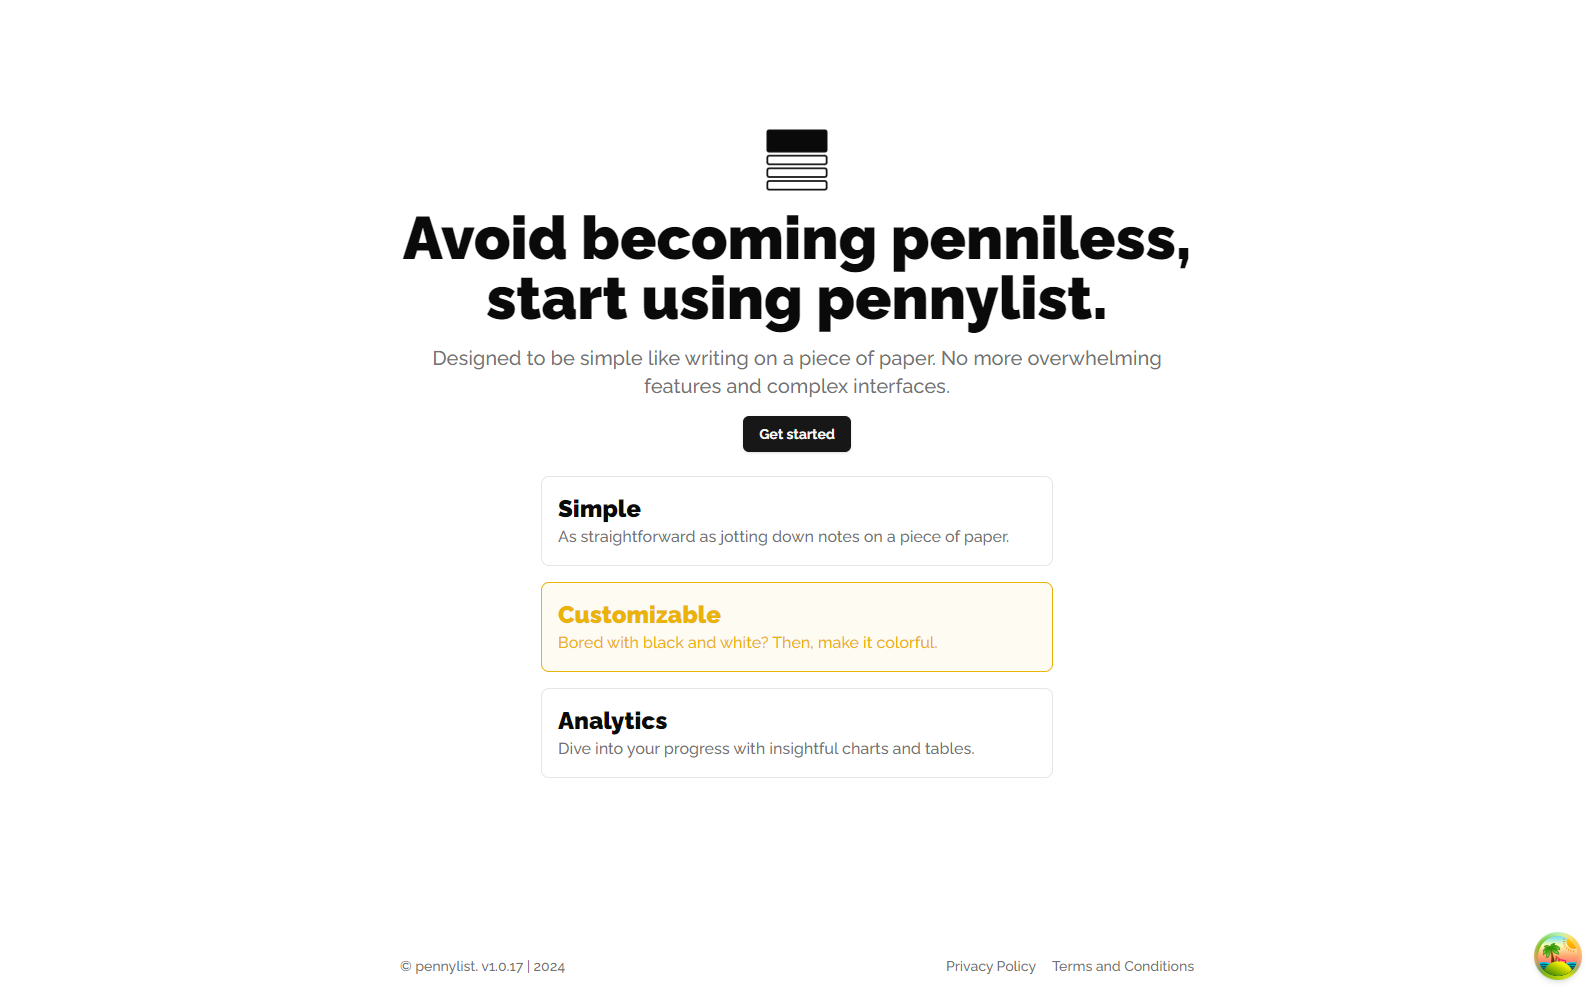 Avoid becoming penniless,
start using pennylist.
Designed to be simple like writing on a piece of paper. No more overwhelming
features and complex interfaces.
Get started
Simple
As straightforward as jotting down notes on a piece of paper.
Customizable
Bored with black and white? Then, make it colorful.
Analytics
Dive into your progress with insightful charts and tables.
© pennylist. v1.0.17 | 2024
Privacy Policy
Terms and Conditions